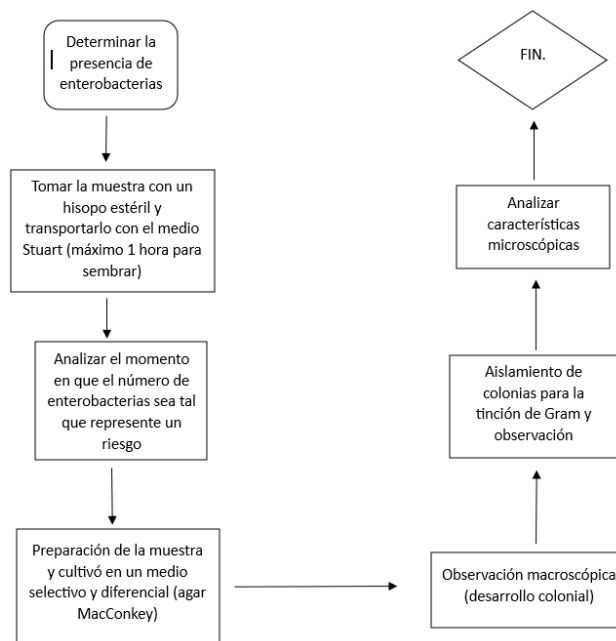 Determinar la
presencia de
enterobacterias
Tomar la muestra con un
hisopo estéril y
transportarlo con el medio
Stuart (máximo 1 hora para
sembrar)
Analizar el momento
en que el número de
enterobacterias sea tal
que represente un
riesgo
Preparación de la muestra
y cultivó en un medio
selectivo y diferencial (agar
MacConkey)
Observación macroscópica
(desarrollo colonial)
Aislamiento de
colonias para la
tinción de Gram y
observación
Analizar
características
microscópicas
FIN.